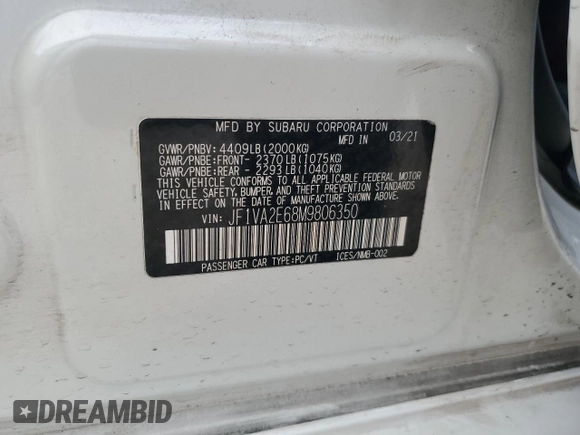 MFD BY SUBARU CORPORATION
MFD IN 03/21
GVWR/PNBV: 4409LB(2000KG)
GAWR/PNBE:FRONT- 2370LB(1075KG)
GAWR/PNBE:REAR - 2293LB(1040KG)
THIS VEHICLE CONFORMS TO ALL APPLICABLE FEDERAL MOTOR
VEHICLE SAFETY, BUMPER, AND THEFT PREVENTION STANDARDS
IN EFFECT ON THE DATE OF MANUFACTURE SHOWN ABOVE.
VIN: JF1VA2E68M9806350
PASSENGER CAR TYPE:PC/VT ICES/NMB-002
DREAMBID